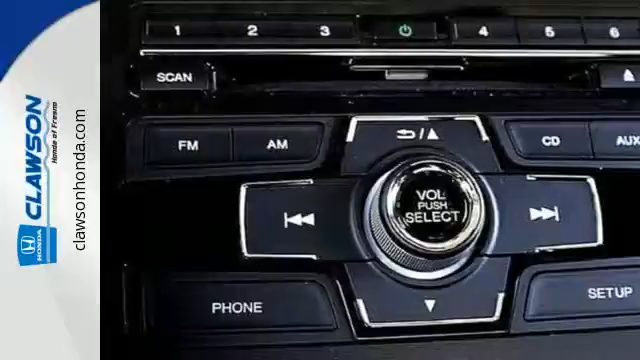 1 2 3 4 5 6
SCAN
FM AM CD AUX
VOL
PUSH
SELECT
PHONE SETUP
CLAWSON
Honda of Fresno
clawsonhonda.com
HONDA